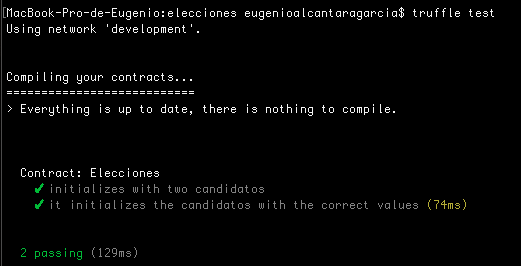 [MacBook-Pro-de-Eugenio:elecciones eugenioalcantaragarcia$ truffle test
Using network 'development'.
Compiling your contracts...
===========================
> Everything is up to date, there is nothing to compile.
Contract: Elecciones
✔ initializes with two candidatos
✔ it initializes the candidatos with the correct values (74ms)
2 passing (129ms)